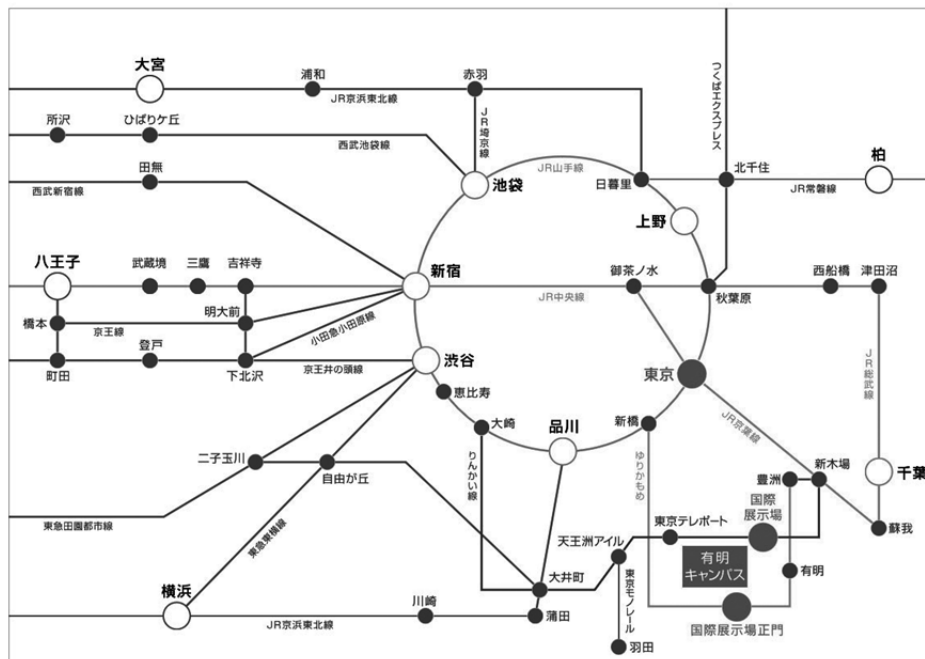 大宮
浦和
赤羽
JR京浜東北線
つくばエクスプレス
所沢
ひばりケ丘
西武池袋線
JR埼京線
田無
西武新宿線
池袋
JR山手線
日暮里
北千住
柏
JR常磐線
上野
八王子
武蔵境
三鷹
吉祥寺
新宿
御茶ノ水
JR中央線
秋葉原
西船橋
津田沼
橋本
京王線
明大前
小田急小田原線
登戸
町田
下北沢
京王井の頭線
渋谷
東京
JR総武線
恵比寿
大崎
品川
新橋
JR京葉線
二子玉川
自由が丘
りんかい線
ゆりかもめ
豊洲
新木場
千葉
国際
展示場
東急田園都市線
東急東横線
東京テレポート
蘇我
天王洲アイル
有明
キャンパス
有明
横浜
大井町
川崎
蒲田
JR京浜東北線
東京モノレール
国際展示場正門
羽田